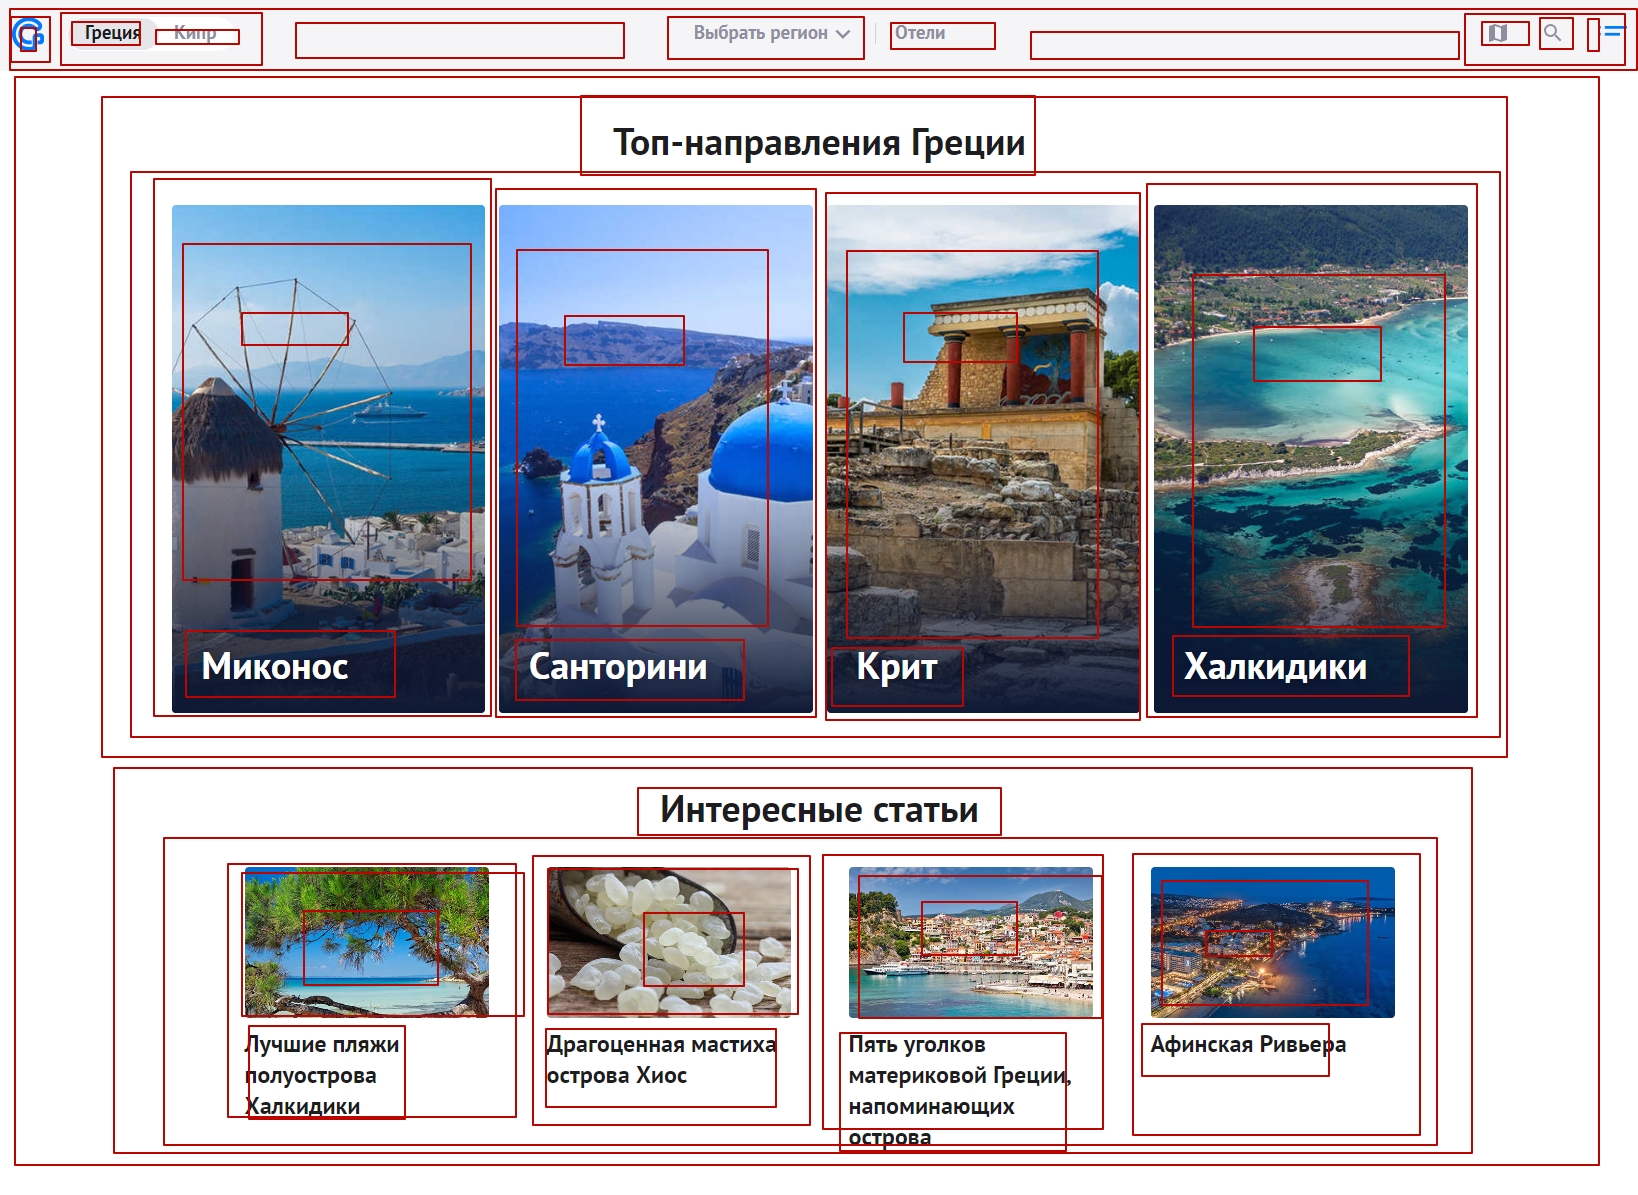 Греция Кипр Выбрать регион Отели
Топ-направления Греции
Миконос Санторини Крит Халкидики
Интересные статьи
Лучшие пляжи
полуострова
Халкидики
Драгоценная мастиха
острова Хиос
Пять уголков
материковой Греции,
напоминающих
острова
Афинская Ривьера